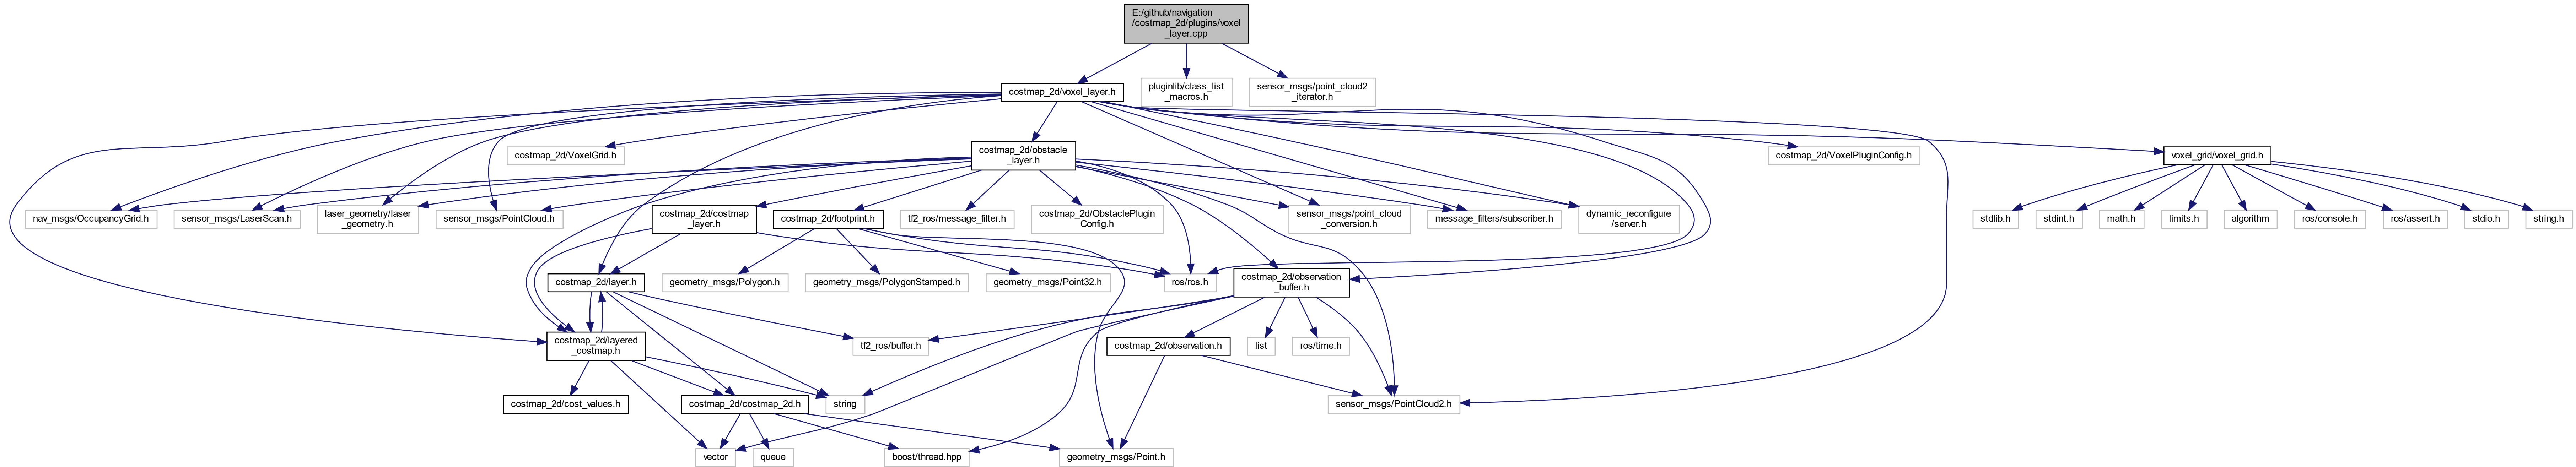 E:/github/navigation
/costmap_2d/plugins/voxel
_layer.cpp
costmap_2d/voxel_layer.h
pluginlib/class_list
_macros.h
sensor_msgs/point_cloud2
_iterator.h
costmap_2d/VoxelGrid.h
costmap_2d/obstacle
_layer.h
costmap_2d/VoxelPluginConfig.h
voxel_grid/voxel_grid.h
nav_msgs/OccupancyGrid.h
sensor_msgs/LaserScan.h
laser_geometry/laser
_geometry.h
sensor_msgs/PointCloud.h
costmap_2d/costmap
_layer.h
costmap_2d/footprint.h
tf2_ros/message_filter.h
costmap_2d/ObstaclePlugin
Config.h
sensor_msgs/point_cloud
_conversion.h
message_filters/subscriber.h
dynamic_reconfigure
/server.h
stdlib.h
stdint.h
math.h
limits.h
algorithm
ros/console.h
ros/assert.h
stdio.h
string.h
costmap_2d/layer.h
geometry_msgs/Polygon.h
geometry_msgs/PolygonStamped.h
geometry_msgs/Point32.h
ros/ros.h
costmap_2d/observation
_buffer.h
costmap_2d/layered
_costmap.h
tf2_ros/buffer.h
costmap_2d/observation.h
list
ros/time.h
costmap_2d/cost_values.h
costmap_2d/costmap_2d.h
string
sensor_msgs/PointCloud2.h
vector
queue
boost/thread.hpp
geometry_msgs/Point.h